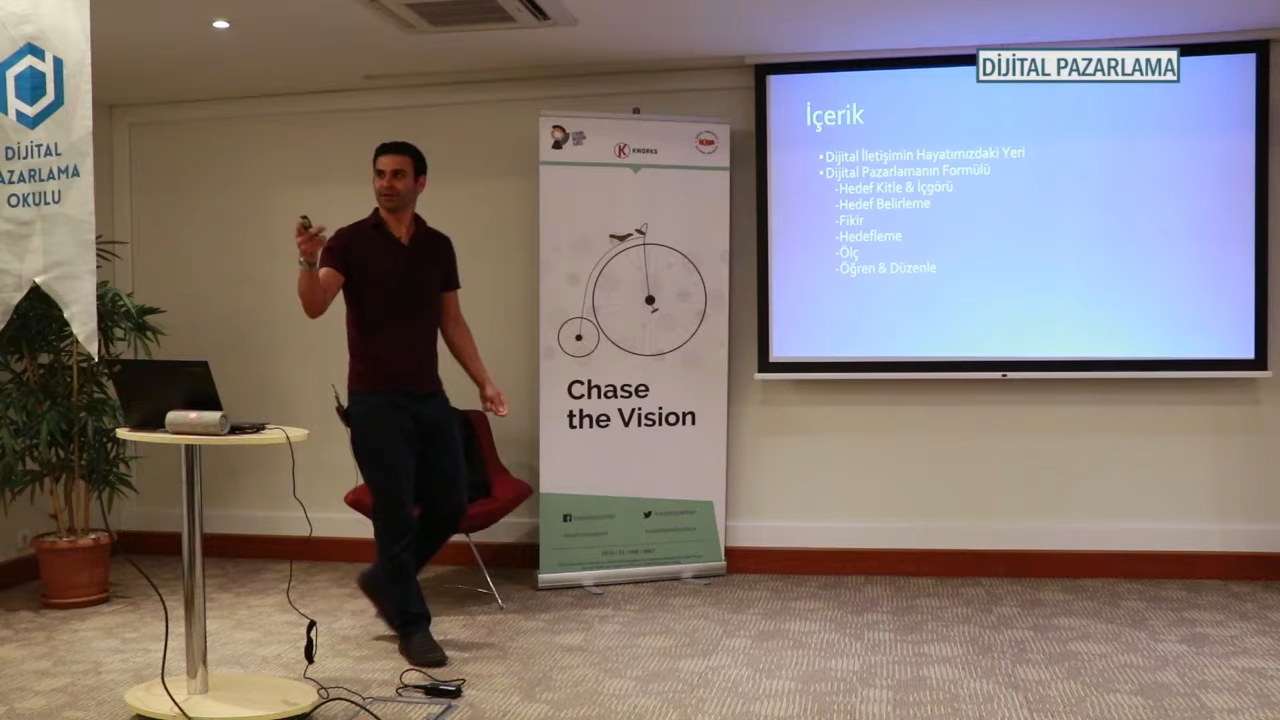 DİJİTAL
AZARLAMA
OKULU
KWORKS
Chase
the Vision
DİJİTAL PAZARLAMA
İçerik
• Dijital İletişimin Hayatımızdaki Yeri
• Dijital Pazarlamanın Formülü
-Hedef Kitle & İçgörü
-Hedef Belirleme
-Fikir
-Hedefleme
-Ölç
-Öğren & Düzenle